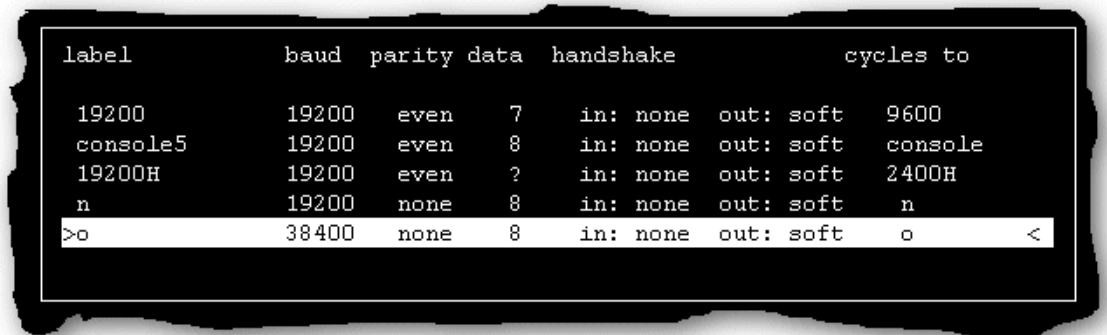 label baud parity data handshake cycles to
19200 19200 even 7 in: none out: soft 9600
console5 19200 even 8 in: none out: soft console
19200H 19200 even ? in: none out: soft 2400H
n 19200 none 8 in: none out: soft n
>o 38400 none 8 in: none out: soft o <